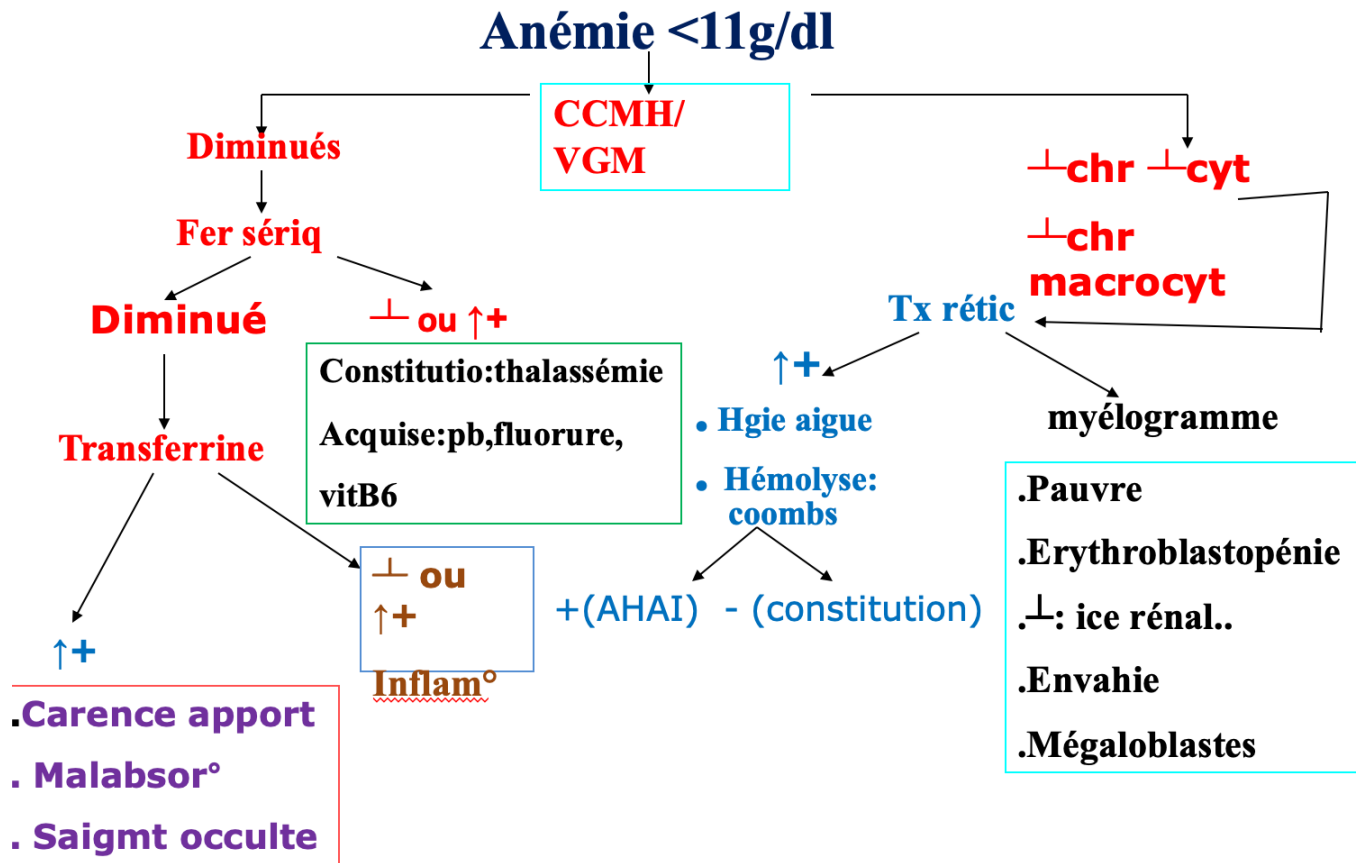 Anémie <11g/dl
CCMH/
VGM
Diminués
┴chr ┴cyt
┴chr
macrocyt
Fer sériq
Diminué
┴ ou ↑+
Tx rétic
Constitutio:thalassémie
Acquise:pb,fluorure,
vitB6
↑+
. Hgie aigue
. Hémolyse:
coombs
myélogramme
Transferrine
.Pauvre
.Erythroblastopénie
.┴: ice rénal..
.Envahie
.Mégaloblastes
┴ ou
↑+
Inflam°
+(AHAI) - (constitution)
↑+
.Carence apport
. Malabsor°
. Saigmt occulte